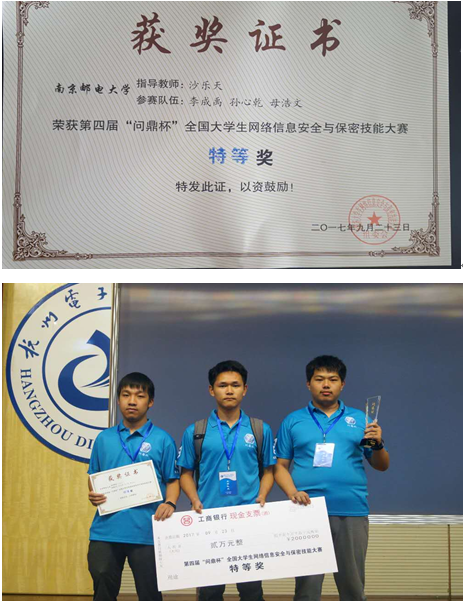 获奖证书
南京邮电大学
指导教师：沙乐天
参赛队伍：李成禹 孙心乾 母浩文
荣获第四届“问鼎杯”全国大学生网络信息安全与保密技能大赛
特等奖
特发此证，以资鼓励！
二〇一七年九月二十三日
杭州電子
HANGZHOU DI
获奖证书
工商银行 现金支票
贰万元整
第四届“问鼎杯”全国大学生网络信息安全与保密技能大赛
特等奖